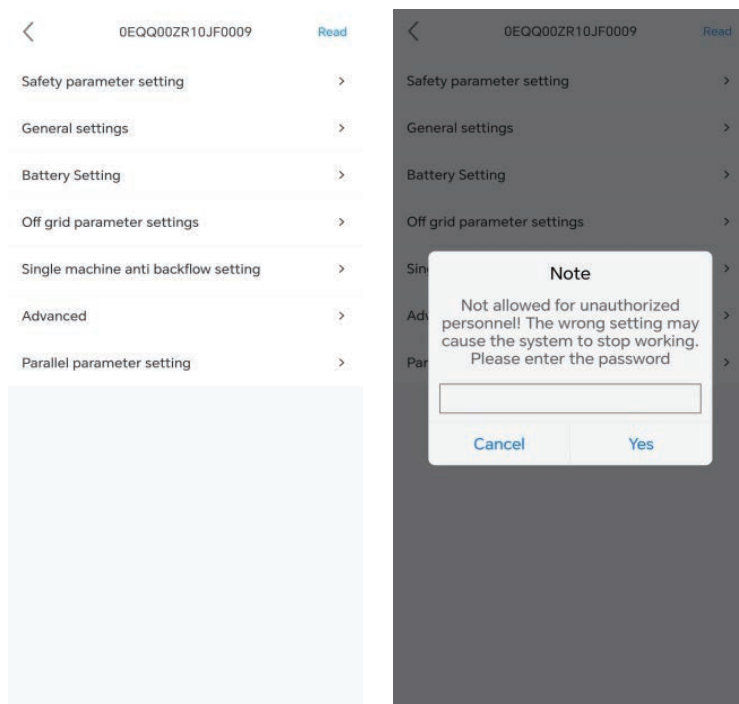 0EQQ00ZR10JF0009
Read
Safety parameter setting
General settings
Battery Setting
Off grid parameter settings
Single machine anti backflow setting
Advanced
Parallel parameter setting
0EQQ00ZR10JF0009
Read
Safety parameter setting
General settings
Battery Setting
Off grid parameter settings
Sin
Adv
Par
Note
Not allowed for unauthorized
personnel! The wrong setting may
cause the system to stop working.
Please enter the password
Cancel
Yes